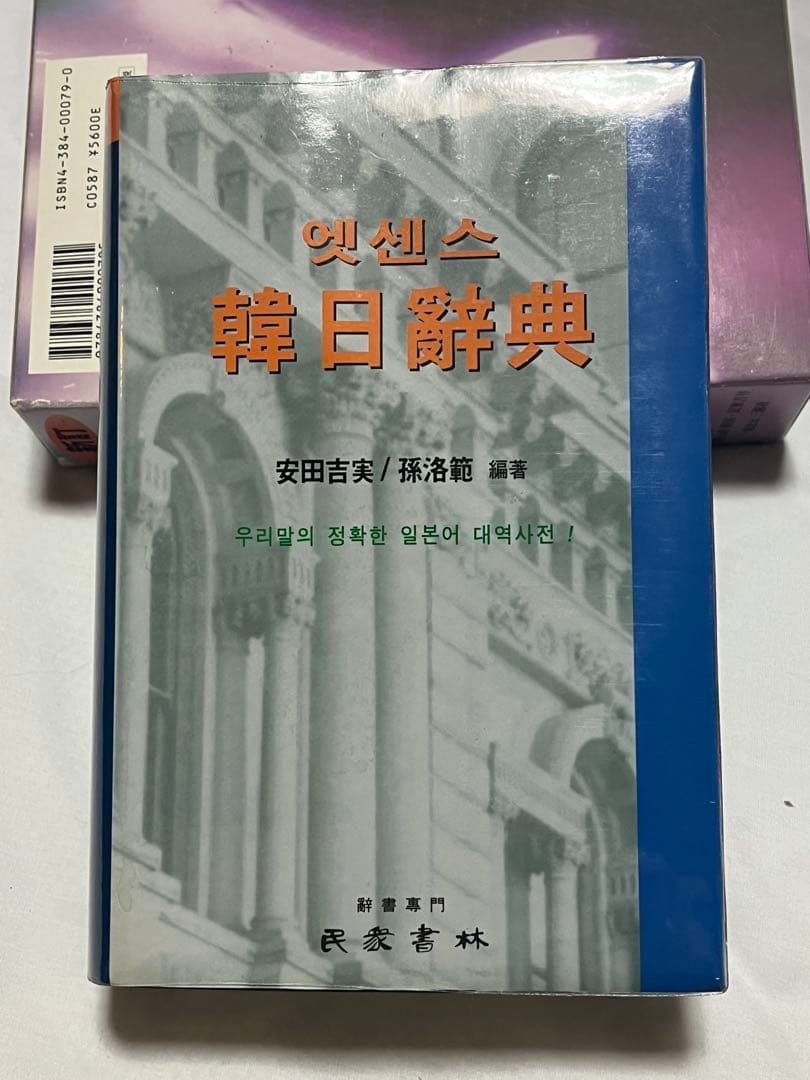 ISBN4-384-00079-0
C0587 ¥5600E
엣센스
韓日辭典
安田吉実/孫洛範 編著
우리말의 정확한 일본어 대역사전 !
辭書專門
民衆書林